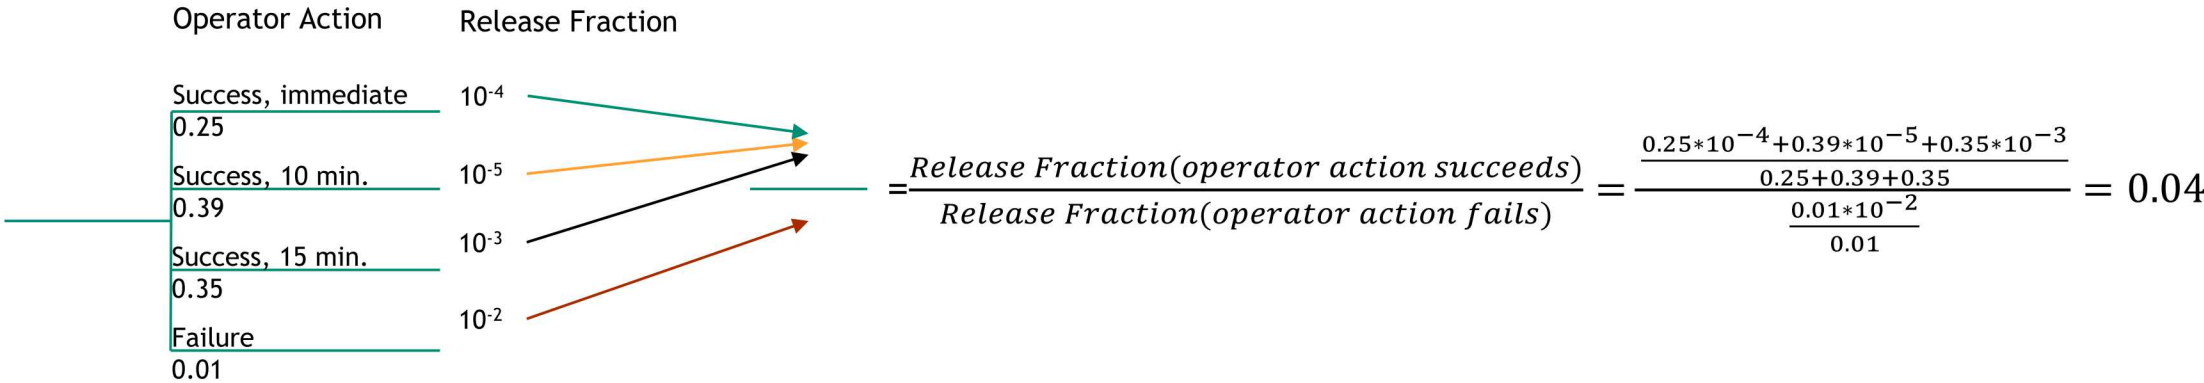 Operator Action
Release Fraction
Success, immediate
0.25
10⁻⁴
Success, 10 min.
0.39
10⁻⁵
Success, 15 min.
0.35
10⁻³
Failure
0.01
10⁻²
=
Release Fraction(operator action succeeds)
Release Fraction(operator action fails)
=
0.25*10⁻⁴+0.39*10⁻⁵+0.35*10⁻³
0.25+0.39+0.35
0.01*10⁻²
0.01
= 0.04